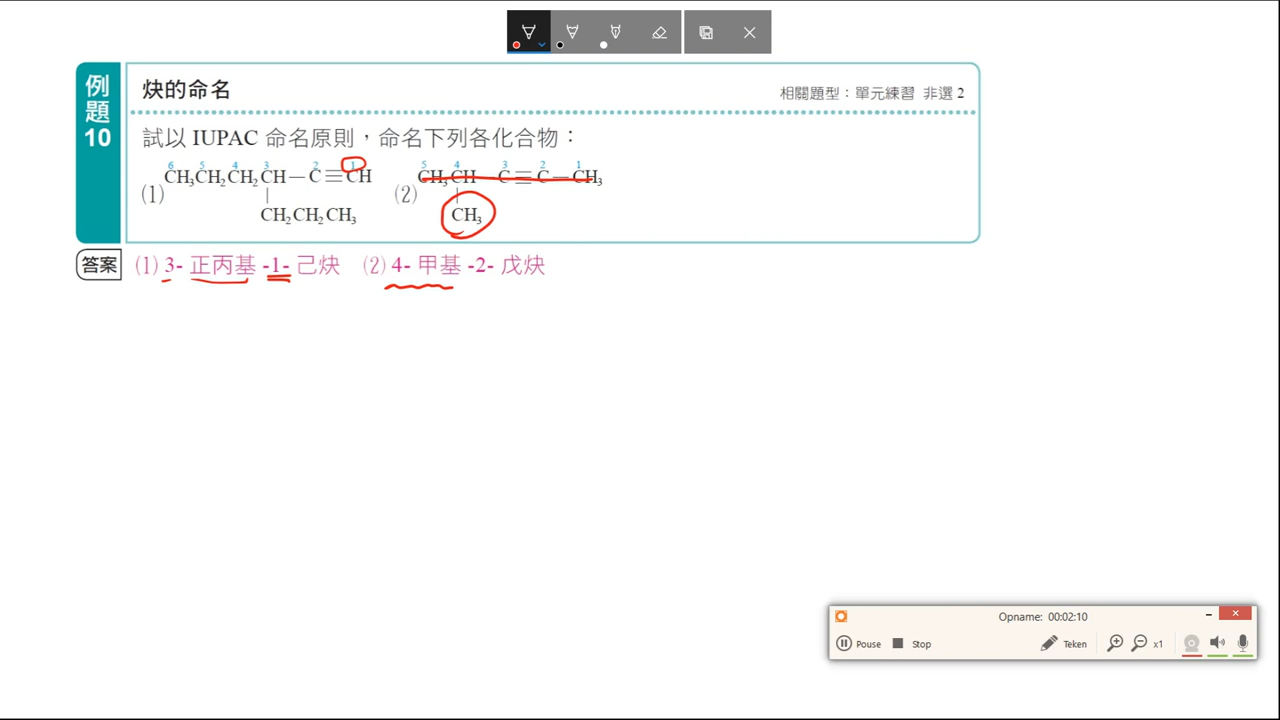 例題10
炔的命名
相關題型：單元練習 非選 2
試以 IUPAC 命名原則，命名下列各化合物：
6 5 4 3 2 1 5 4 3 2 1
(1) CH₃CH₂CH₂CH－C≡CH (2) CH₃CH C≡C－CH₃
CH₂CH₂CH₃ CH₃
答案 (1) 3- 正丙基 -1- 己炔 (2) 4- 甲基 -2- 戊炔
Opname: 00:02:10
Pause Stop Teken x1